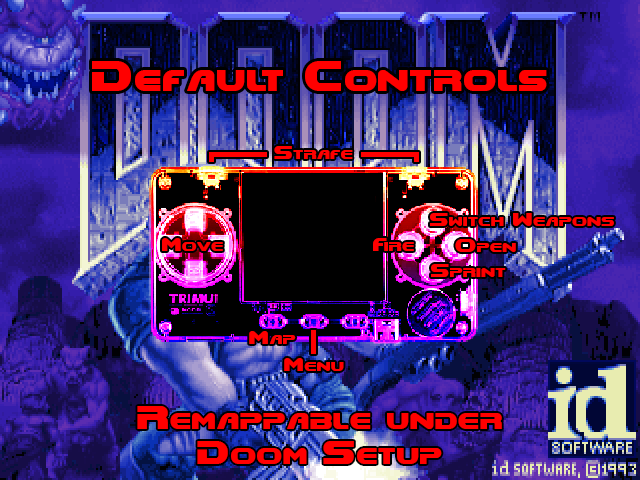 DOOM™
Default Controls
Strafe
Switch Weapons
Move
Fire
Open
Sprint
TRIMUI
Map
Menu
Remappable under
Doom Setup
id
SOFTWARE
id SOFTWARE, ©1993